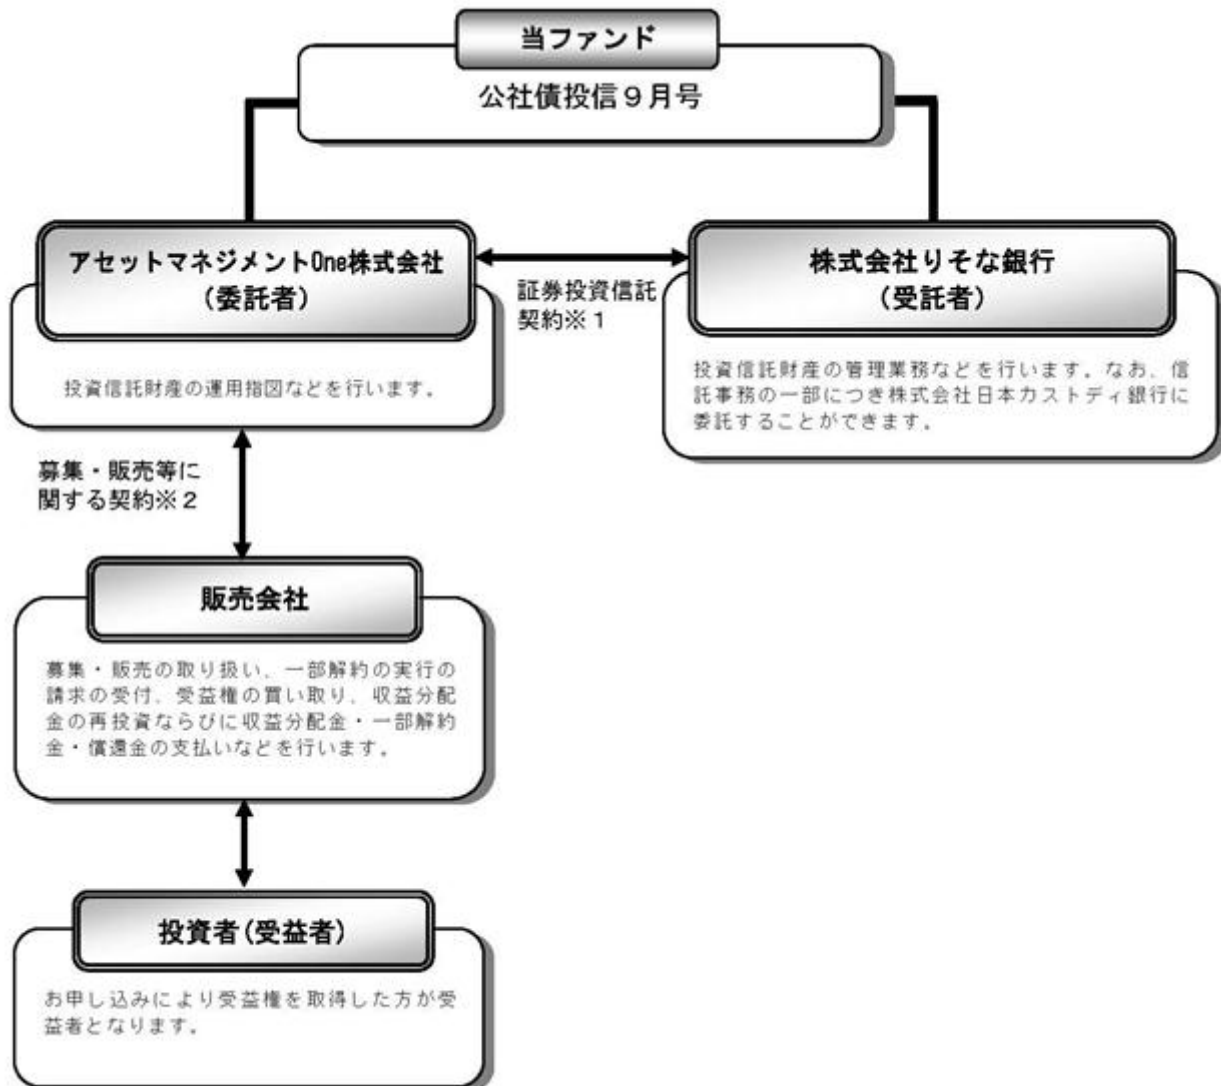 当ファンド
公社債投信９月号
アセットマネジメントOne株式会社
（委託者）
投資信託財産の運用指図などを行います。
証券投資信託
契約※１
株式会社りそな銀行
（受託者）
投資信託財産の管理業務などを行います。なお、信
託事務の一部につき株式会社日本カストディ銀行に
委託することができます。
募集・販売等に
関する契約※２
販売会社
募集・販売の取り扱い、一部解約の実行の
請求の受付、受益権の買い取り、収益分配
金の再投資ならびに収益分配金・一部解約
金・償還金の支払いなどを行います。
投資者(受益者)
お申し込みにより受益権を取得した方が受
益者となります。